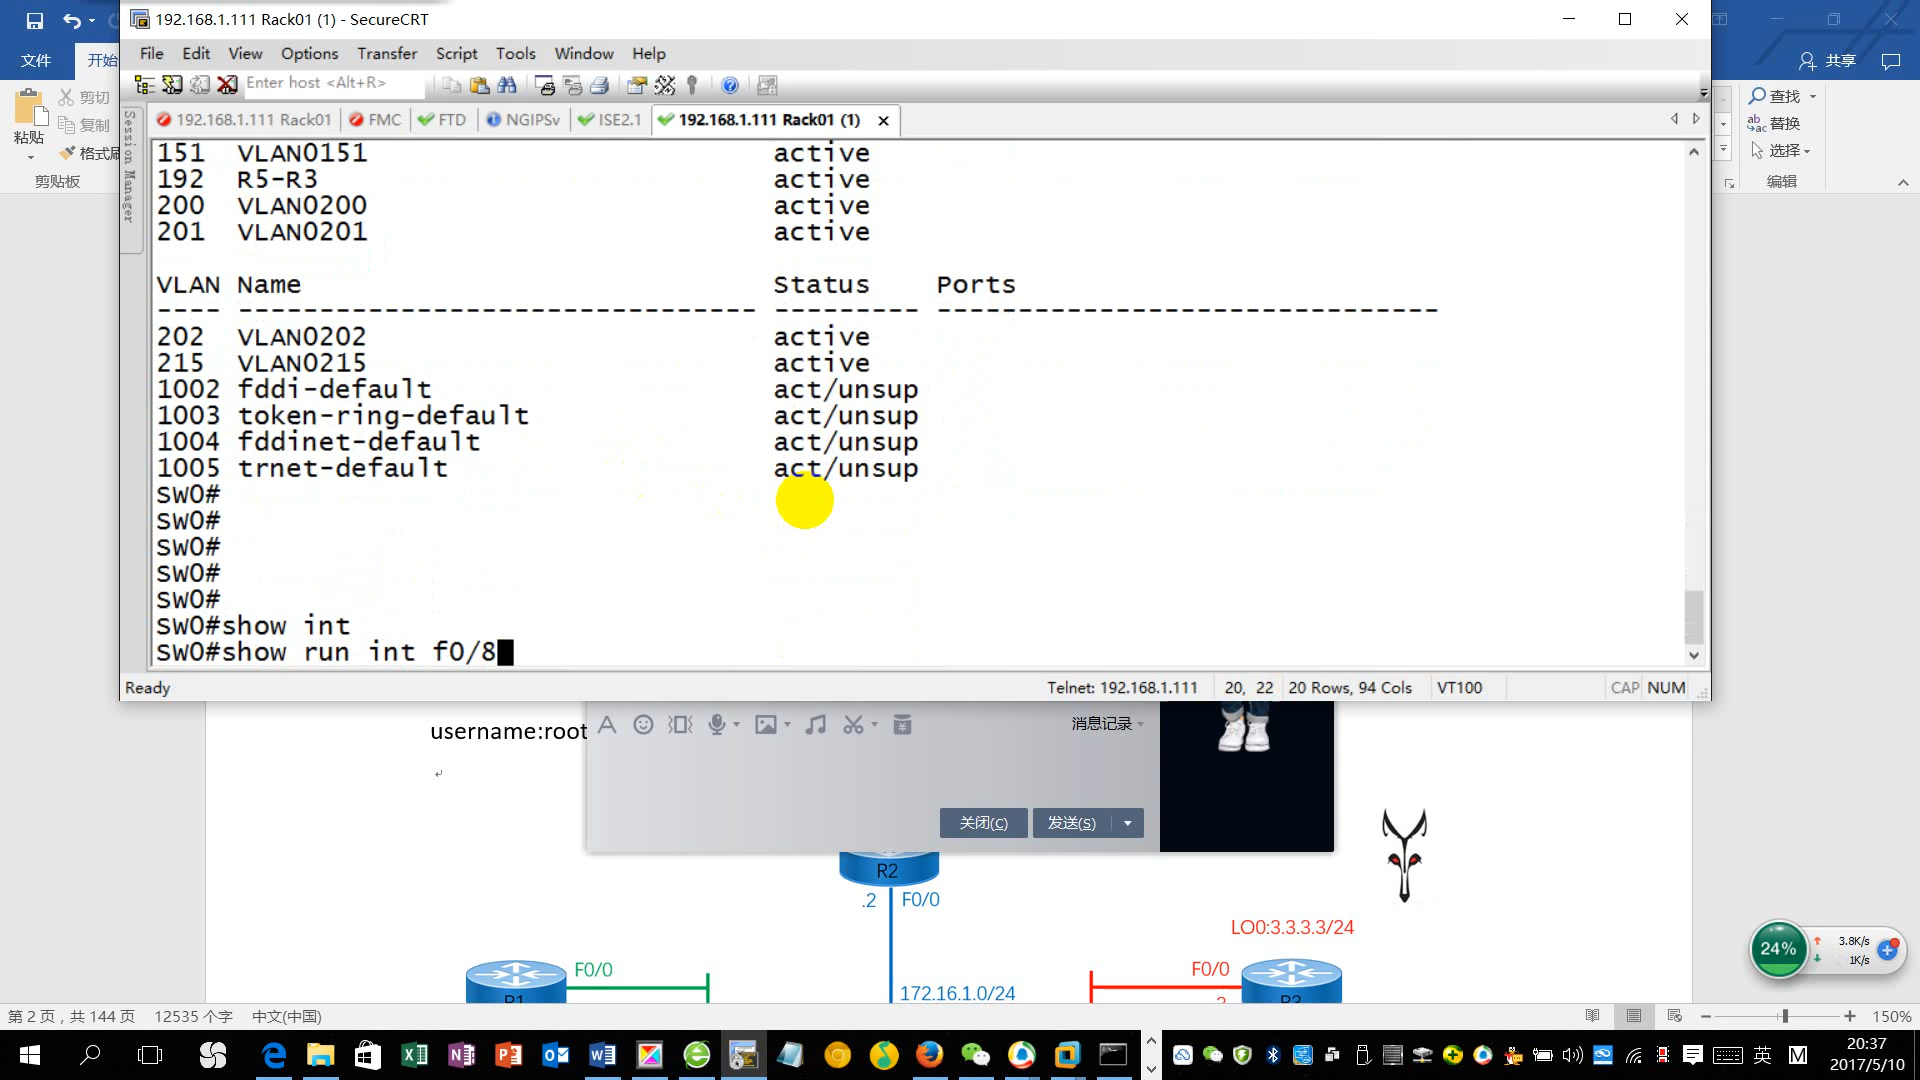 192.168.1.111 Rack01 (1) - SecureCRT
文件
开始
File Edit View Options Transfer Script Tools Window Help
共享
Enter host <Alt+R>
剪切
复制
粘贴
格式刷
剪贴板
查找
替换
选择
编辑
Session Manager
192.168.1.111 Rack01
FMC
FTD
NGIPSv
ISE2.1
192.168.1.111 Rack01 (1)
151 VLAN0151 active
192 R5-R3 active
200 VLAN0200 active
201 VLAN0201 active
VLAN Name Status Ports
---- -------------------------------- --------- -------------------------------
202 VLAN0202 active
215 VLAN0215 active
1002 fddi-default act/unsup
1003 token-ring-default act/unsup
1004 fddinet-default act/unsup
1005 trnet-default act/unsup
SW0#
SW0#
SW0#
SW0#
SW0#
SW0#show int
SW0#show run int f0/8
Ready
Telnet: 192.168.1.111 20, 22 20 Rows, 94 Cols VT100 CAP NUM
username:root
消息记录
关闭(C) 发送(S)
R2
.2 F0/0
LO0:3.3.3.3/24
F0/0
R1
172.16.1.0/24
F0/0
24%
3.8K/s
1K/s
第 2 页，共 144 页 12535 个字 中文(中国)
150%
英
M
20:37
2017/5/10